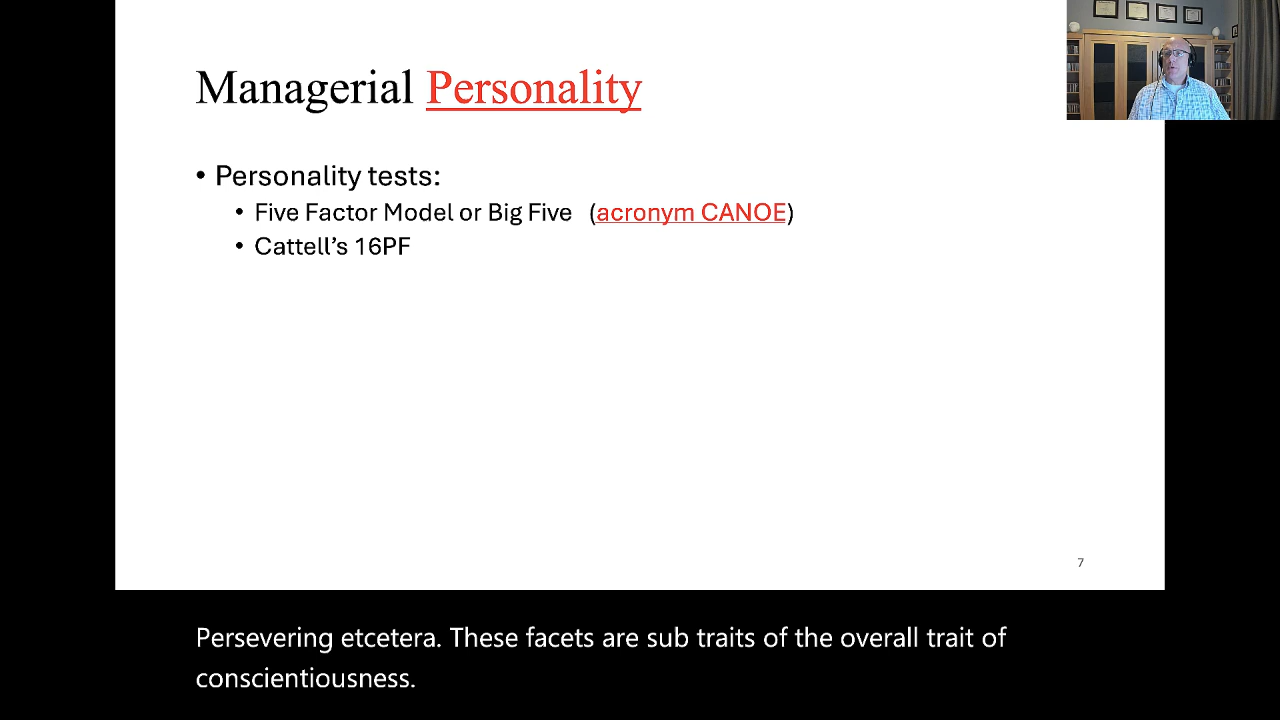 Managerial Personality
• Personality tests:
• Five Factor Model or Big Five (acronym CANOE)
• Cattell’s 16PF
7
Persevering etcetera. These facets are sub traits of the overall trait of
conscientiousness.